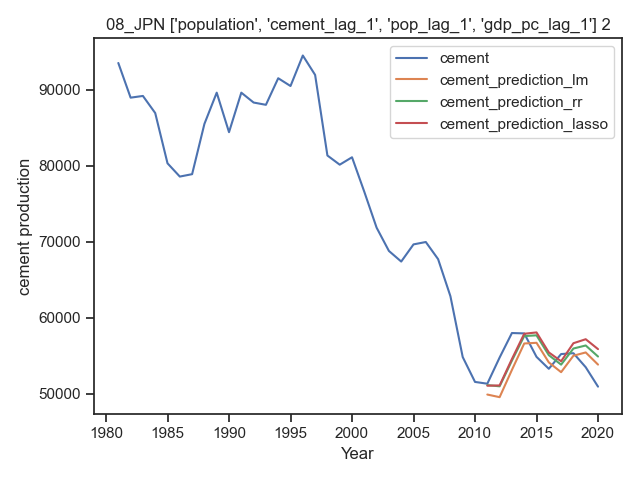 08_JPN ['population', 'cement_lag_1', 'pop_lag_1', 'gdp_pc_lag_1'] 2
cement
cement_prediction_lm
cement_prediction_rr
cement_prediction_lasso
cement production
90000
80000
70000
60000
50000
1980 1985 1990 1995 2000 2005 2010 2015 2020
Year